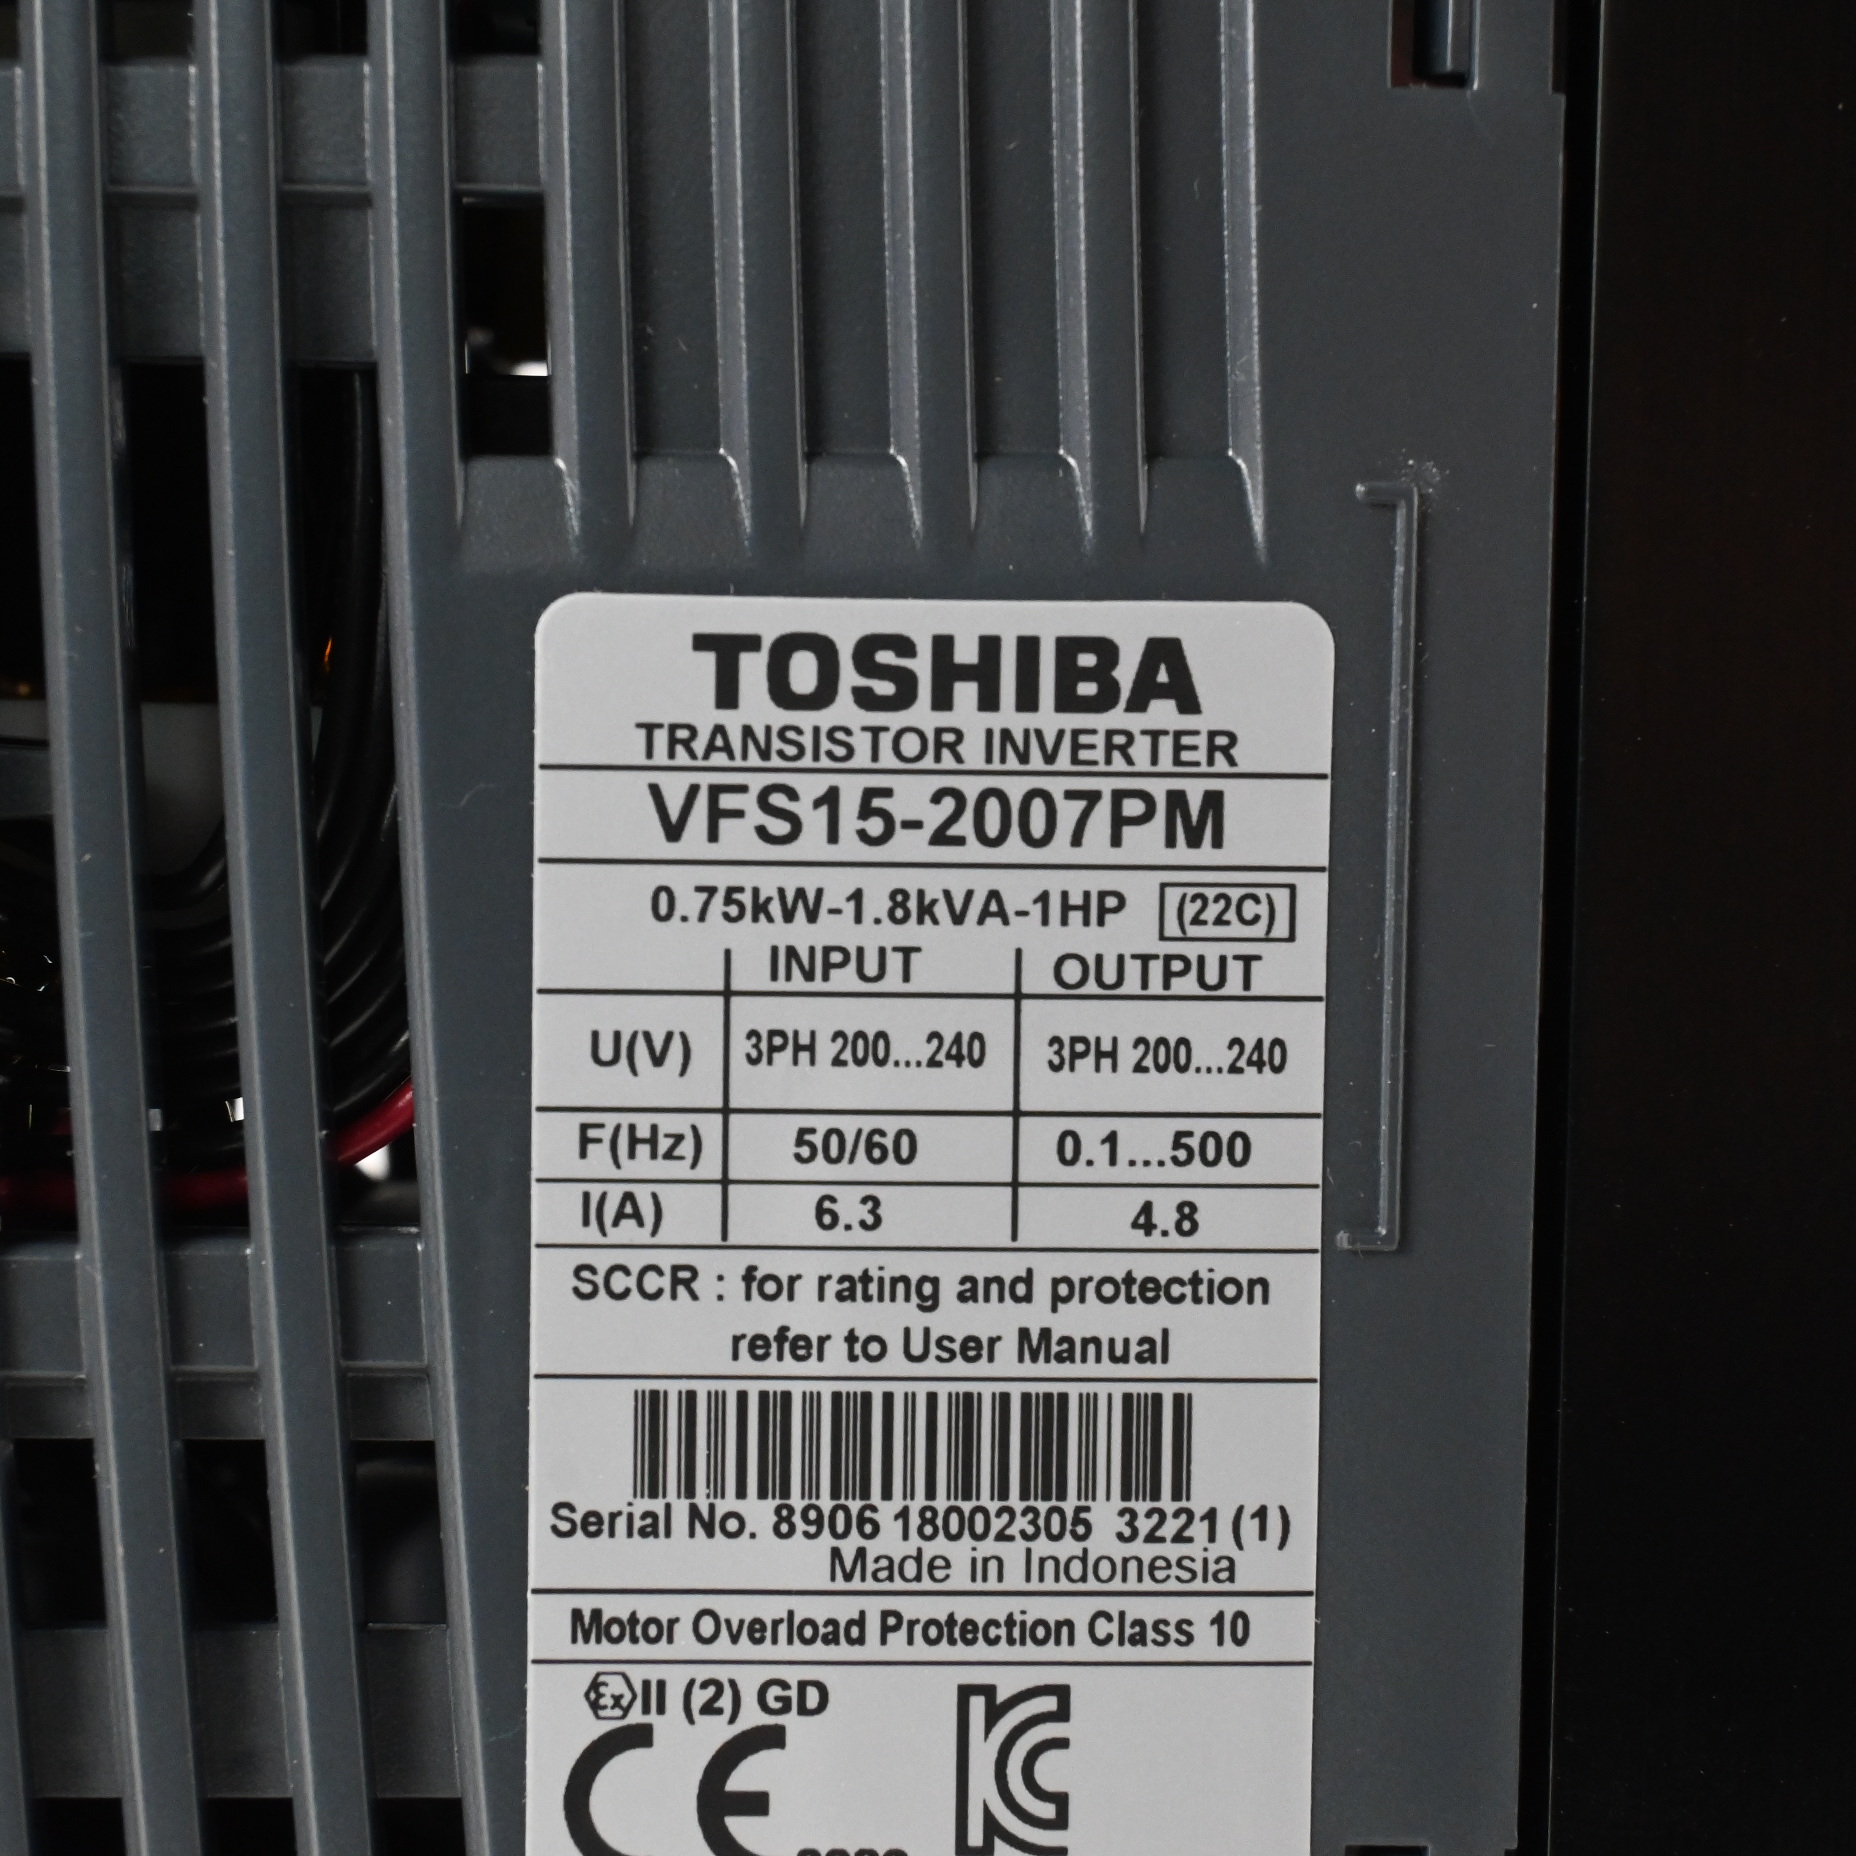 TOSHIBA
TRANSISTOR INVERTER
VFS15-2007PM
0.75kW-1.8kVA-1HP (22C)
INPUT OUTPUT
U(V) 3PH 200...240 3PH 200...240
F(Hz) 50/60 0.1...500
I(A) 6.3 4.8
SCCR : for rating and protection
refer to User Manual
Serial No. 8906 18002305 3221 (1)
Made in Indonesia
Motor Overload Protection Class 10
Ex II (2) GD
CE KC